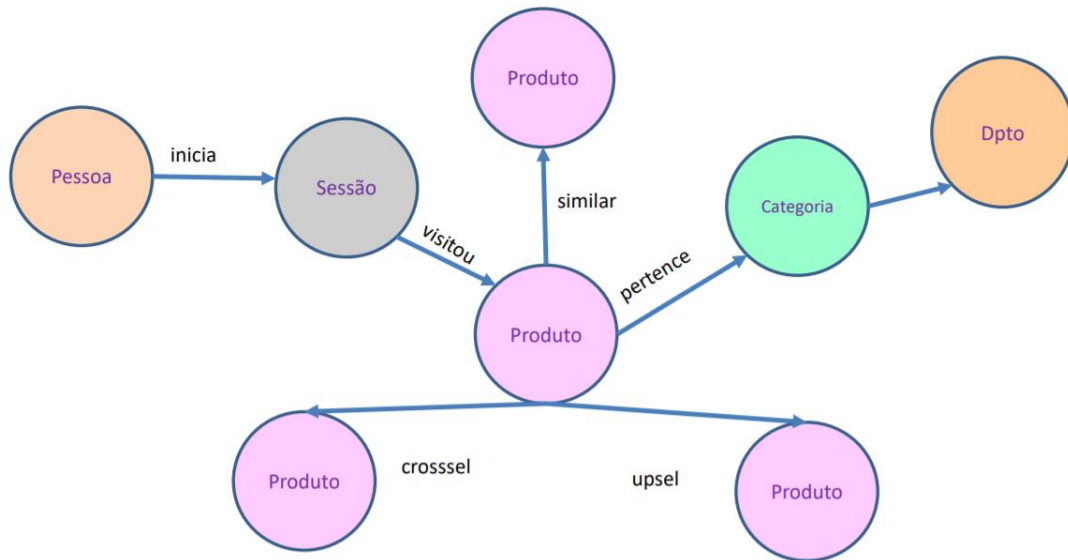 Produto
Dpto
inicia
Pessoa
Sessão
similar
Categoria
visitou
pertence
Produto
crosssel
upsel
Produto
Produto